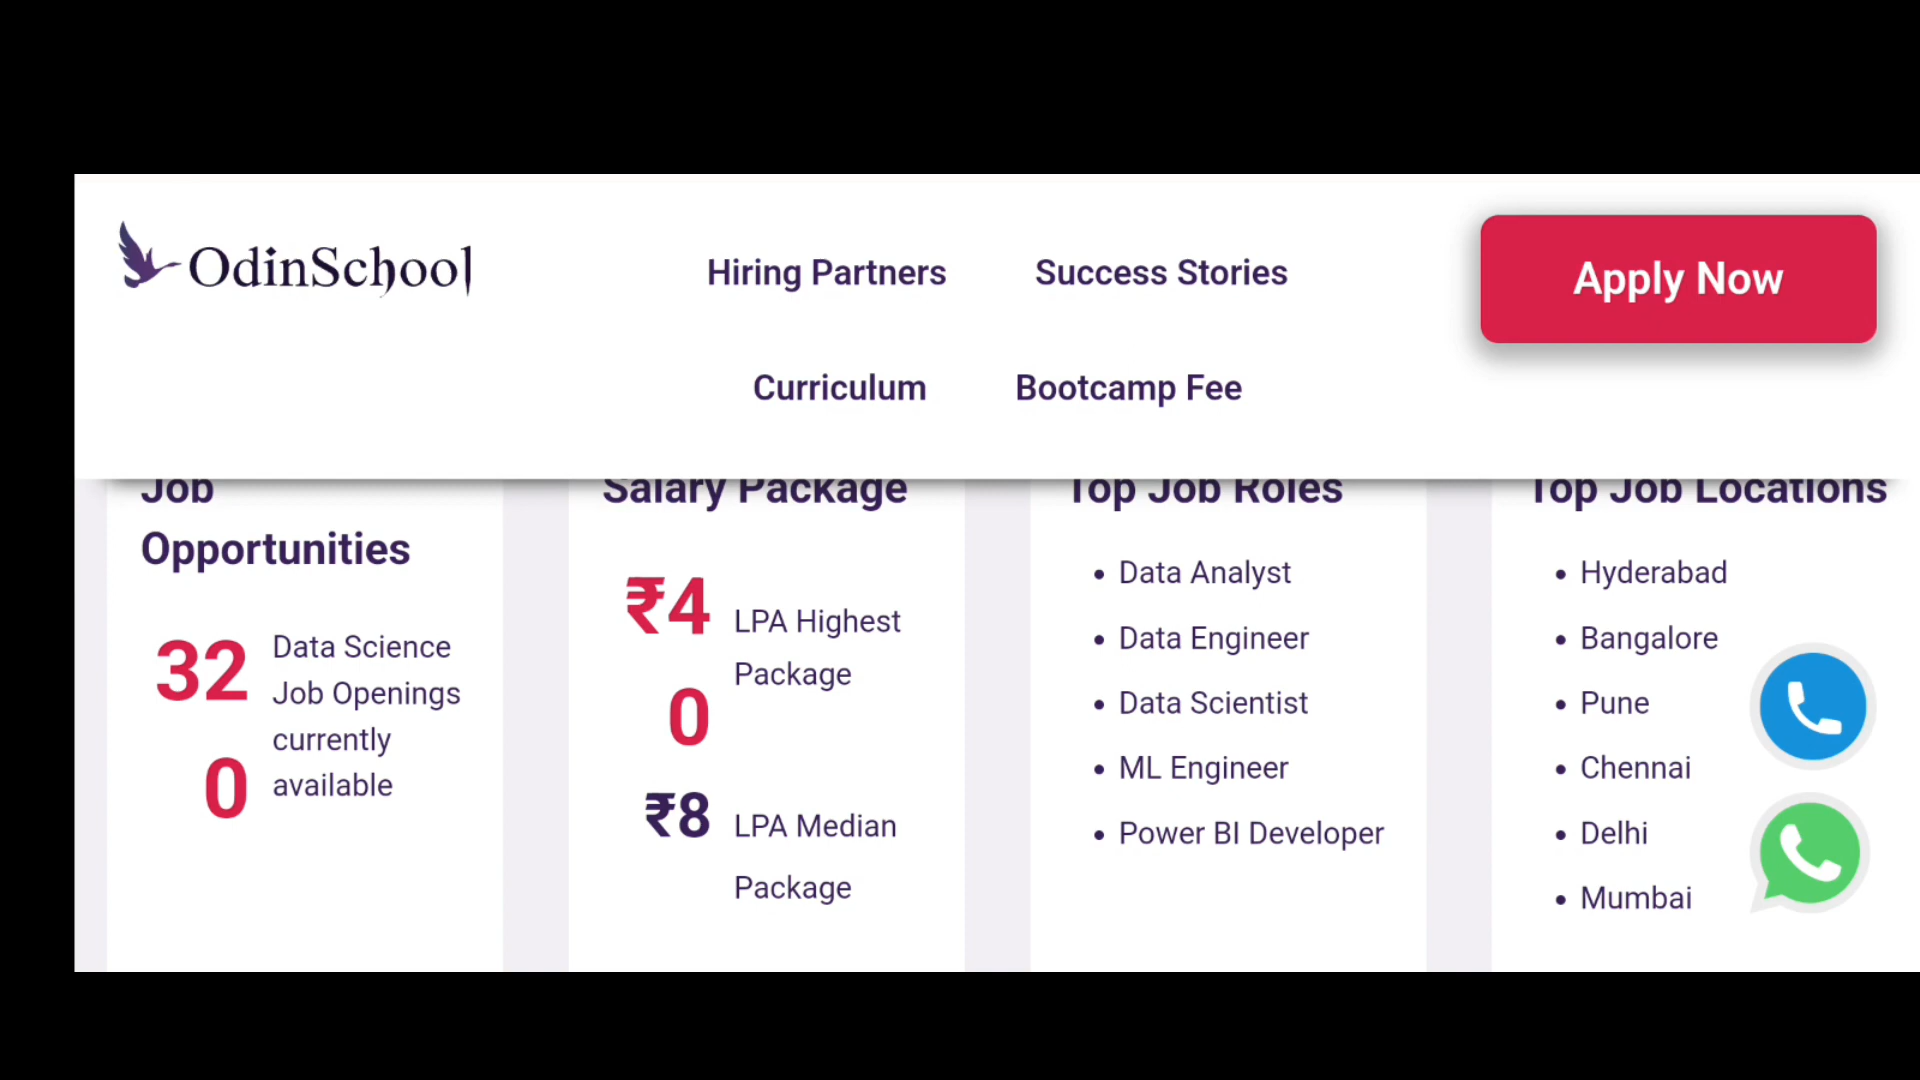 OdinSchool
Hiring Partners
Success Stories
Apply Now
Curriculum
Bootcamp Fee
Job
Opportunities
32
0
Data Science
Job Openings
currently
available
Salary Package
₹4
0
LPA Highest
Package
₹8
LPA Median
Package
Top Job Roles
• Data Analyst
• Data Engineer
• Data Scientist
• ML Engineer
• Power BI Developer
Top Job Locations
• Hyderabad
• Bangalore
• Pune
• Chennai
• Delhi
• Mumbai